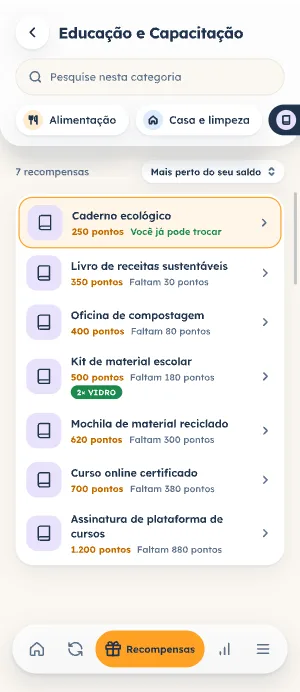 Educação e Capacitação
Pesquise nesta categoria
Alimentação
Casa e limpeza
7 recompensas
Mais perto do seu saldo
Caderno ecológico
250 pontos Você já pode trocar
Livro de receitas sustentáveis
350 pontos Faltam 30 pontos
Oficina de compostagem
400 pontos Faltam 80 pontos
Kit de material escolar
500 pontos Faltam 180 pontos
2× VIDRO
Mochila de material reciclado
620 pontos Faltam 300 pontos
Curso online certificado
700 pontos Faltam 380 pontos
Assinatura de plataforma de
cursos
1.200 pontos Faltam 880 pontos
Recompensas